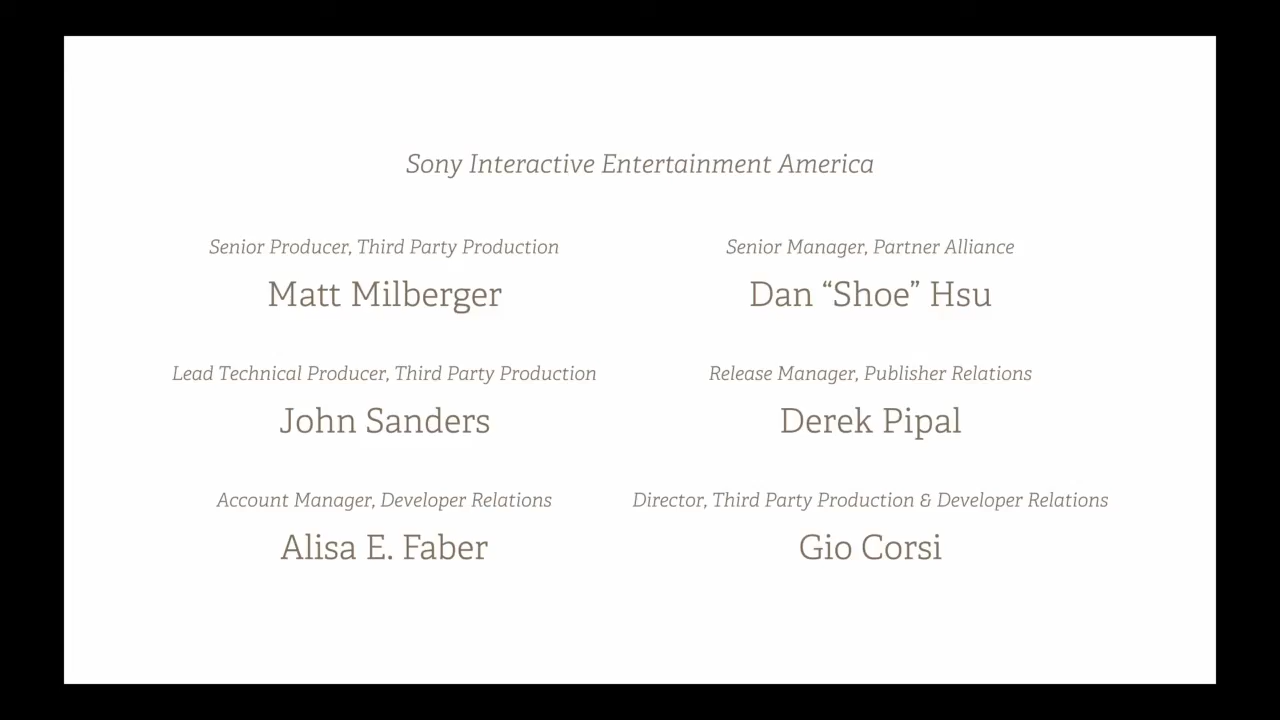 Sony Interactive Entertainment America
Senior Producer, Third Party Production
Matt Milberger
Senior Manager, Partner Alliance
Dan “Shoe” Hsu
Lead Technical Producer, Third Party Production
John Sanders
Release Manager, Publisher Relations
Derek Pipal
Account Manager, Developer Relations
Alisa E. Faber
Director, Third Party Production & Developer Relations
Gio Corsi